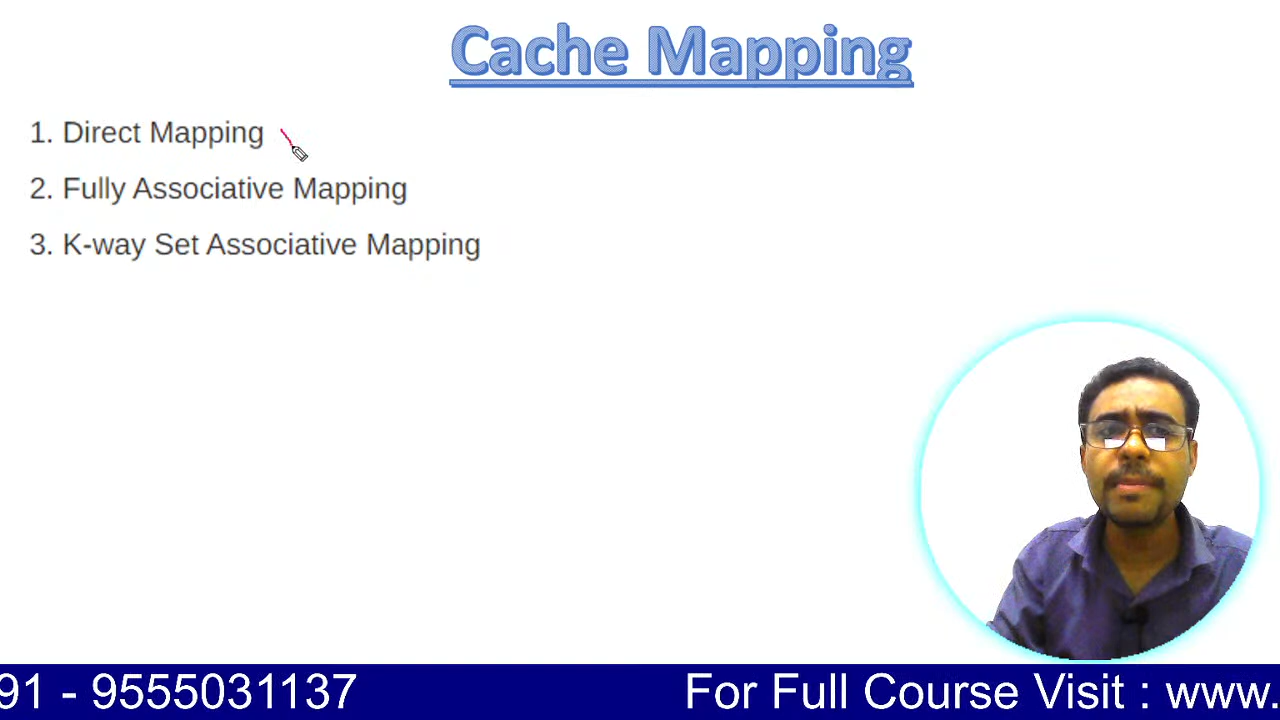 Cache Mapping
1. Direct Mapping
2. Fully Associative Mapping
3. K-way Set Associative Mapping
91 - 9555031137 For Full Course Visit : www.